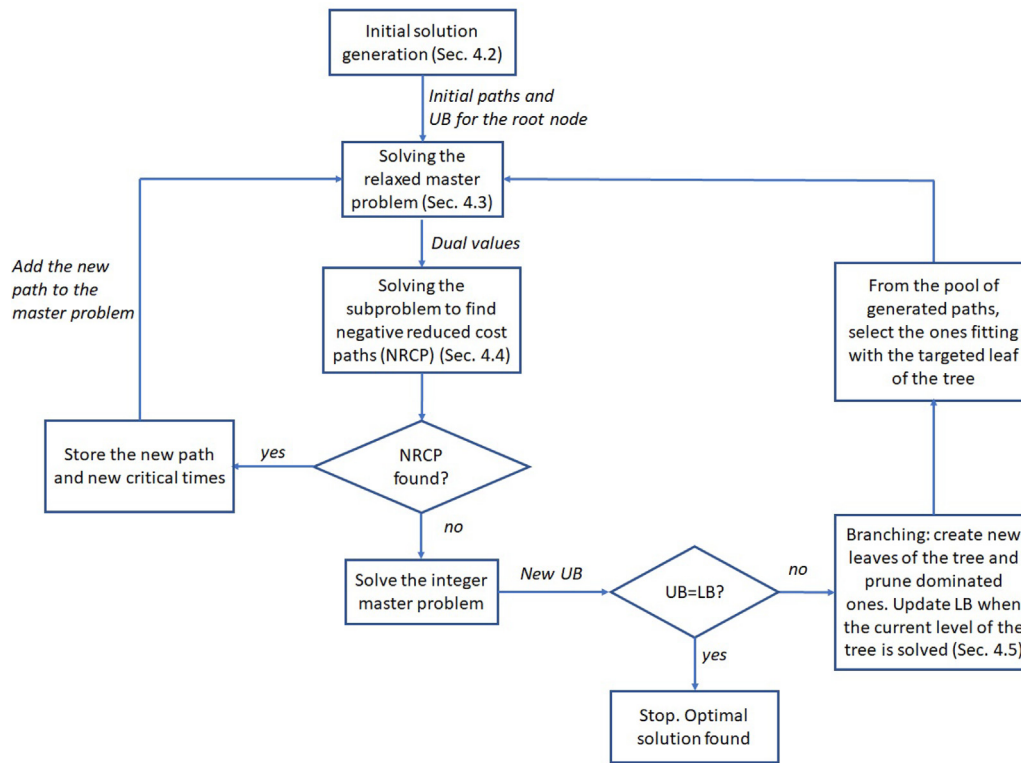 Initial solution
generation (Sec. 4.2)
Initial paths and
UB for the root node
Solving the
relaxed master
problem (Sec. 4.3)
Dual values
Add the new
path to the
master problem
Solving the
subproblem to find
negative reduced cost
paths (NRCP) (Sec. 4.4)
From the pool of
generated paths,
select the ones fitting
with the targeted leaf
of the tree
Store the new path
and new critical times
yes
NRCP
found?
no
Solve the integer
master problem
New UB
UB=LB?
no
Branching: create new
leaves of the tree and
prune dominated
ones. Update LB when
the current level of the
tree is solved (Sec. 4.5)
yes
Stop. Optimal
solution found